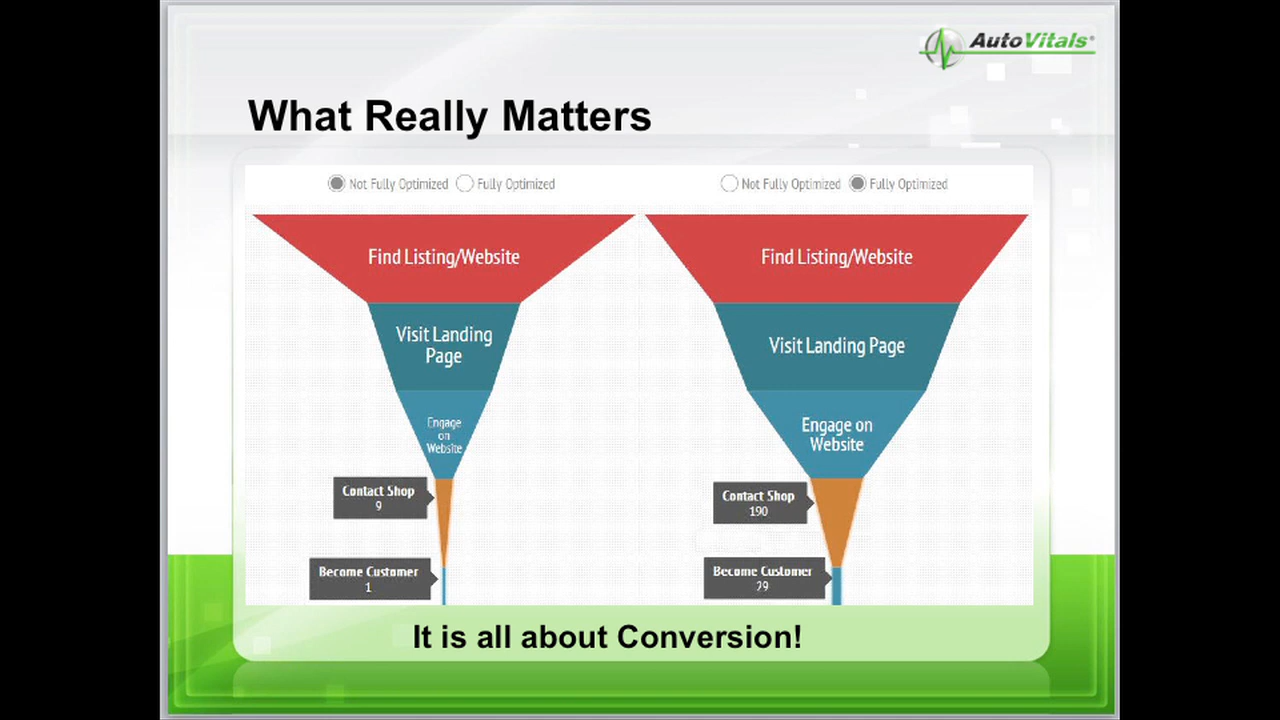 AutoVitals®
What Really Matters
Not Fully Optimized Fully Optimized
Find Listing/Website
Visit Landing
Page
Engage
on
Website
Contact Shop
9
Become Customer
1
Not Fully Optimized Fully Optimized
Find Listing/Website
Visit Landing Page
Engage on
Website
Contact Shop
190
Become Customer
29
It is all about Conversion!